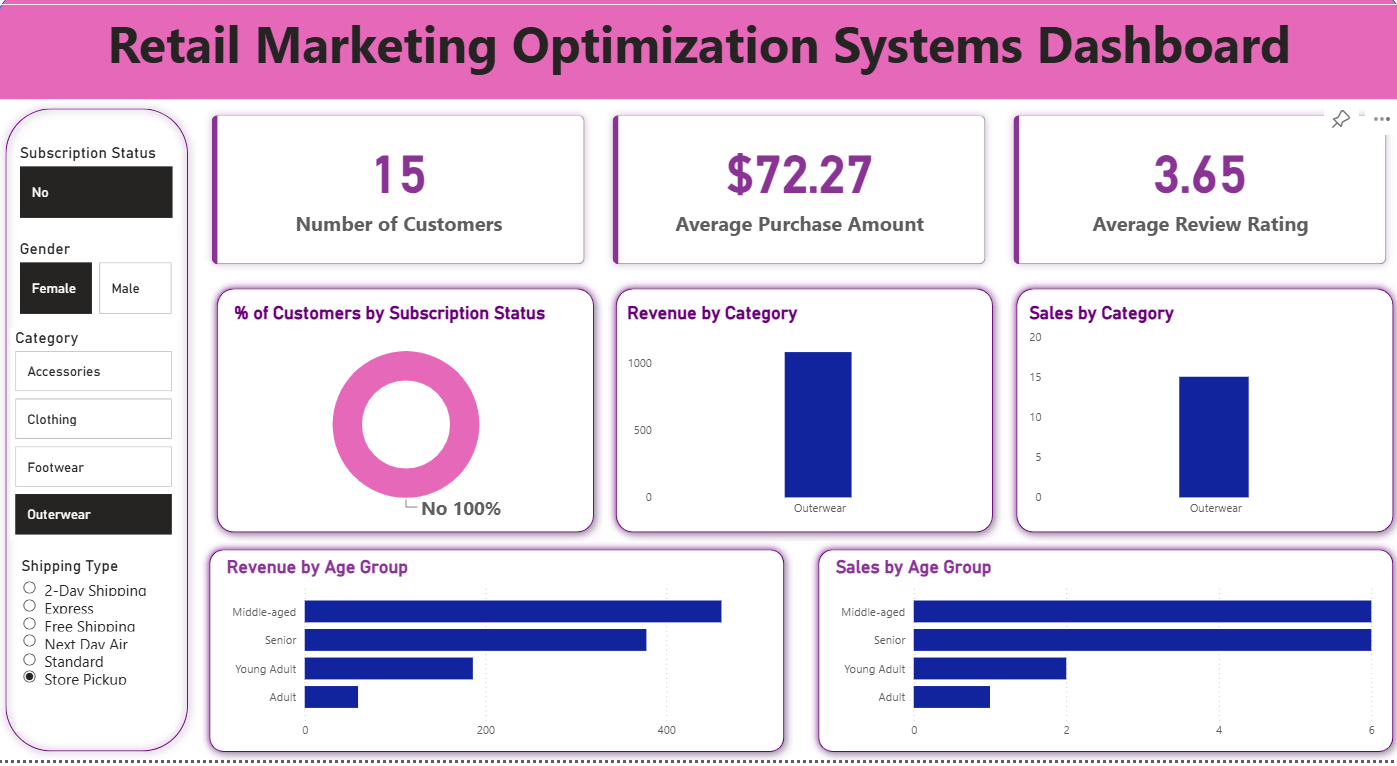 Retail Marketing Optimization Systems Dashboard
Subscription Status
No
Gender
Female Male
Category
Accessories
Clothing
Footwear
Outerwear
Shipping Type
2-Day Shipping
Express
Free Shipping
Next Day Air
Standard
Store Pickup
15
Number of Customers
$72.27
Average Purchase Amount
3.65
Average Review Rating
% of Customers by Subscription Status
No 100%
Revenue by Category
1000
500
0
Outerwear
Sales by Category
20
15
10
5
0
Outerwear
Revenue by Age Group
Middle-aged
Senior
Young Adult
Adult
0 200 400
Sales by Age Group
Middle-aged
Senior
Young Adult
Adult
0 2 4 6